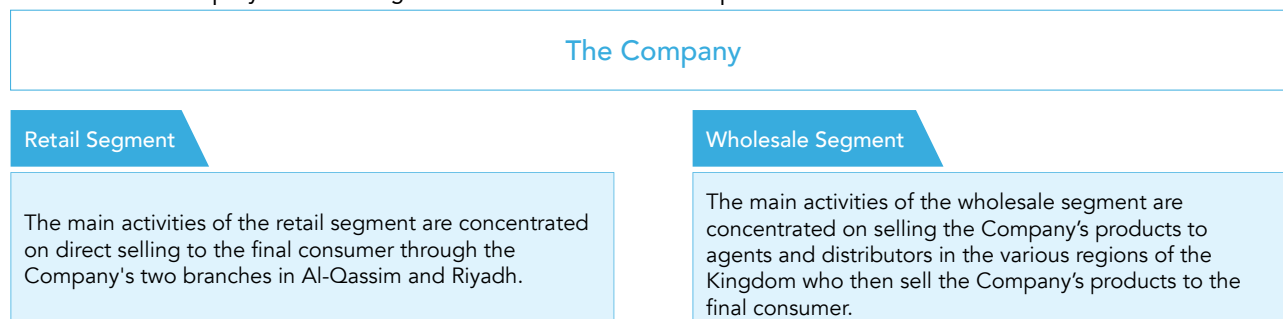 The Company
Retail Segment
The main activities of the retail segment are concentrated
on direct selling to the final consumer through the
Company's two branches in Al-Qassim and Riyadh.
Wholesale Segment
The main activities of the wholesale segment are
concentrated on selling the Company’s products to
agents and distributors in the various regions of the
Kingdom who then sell the Company’s products to the
final consumer.